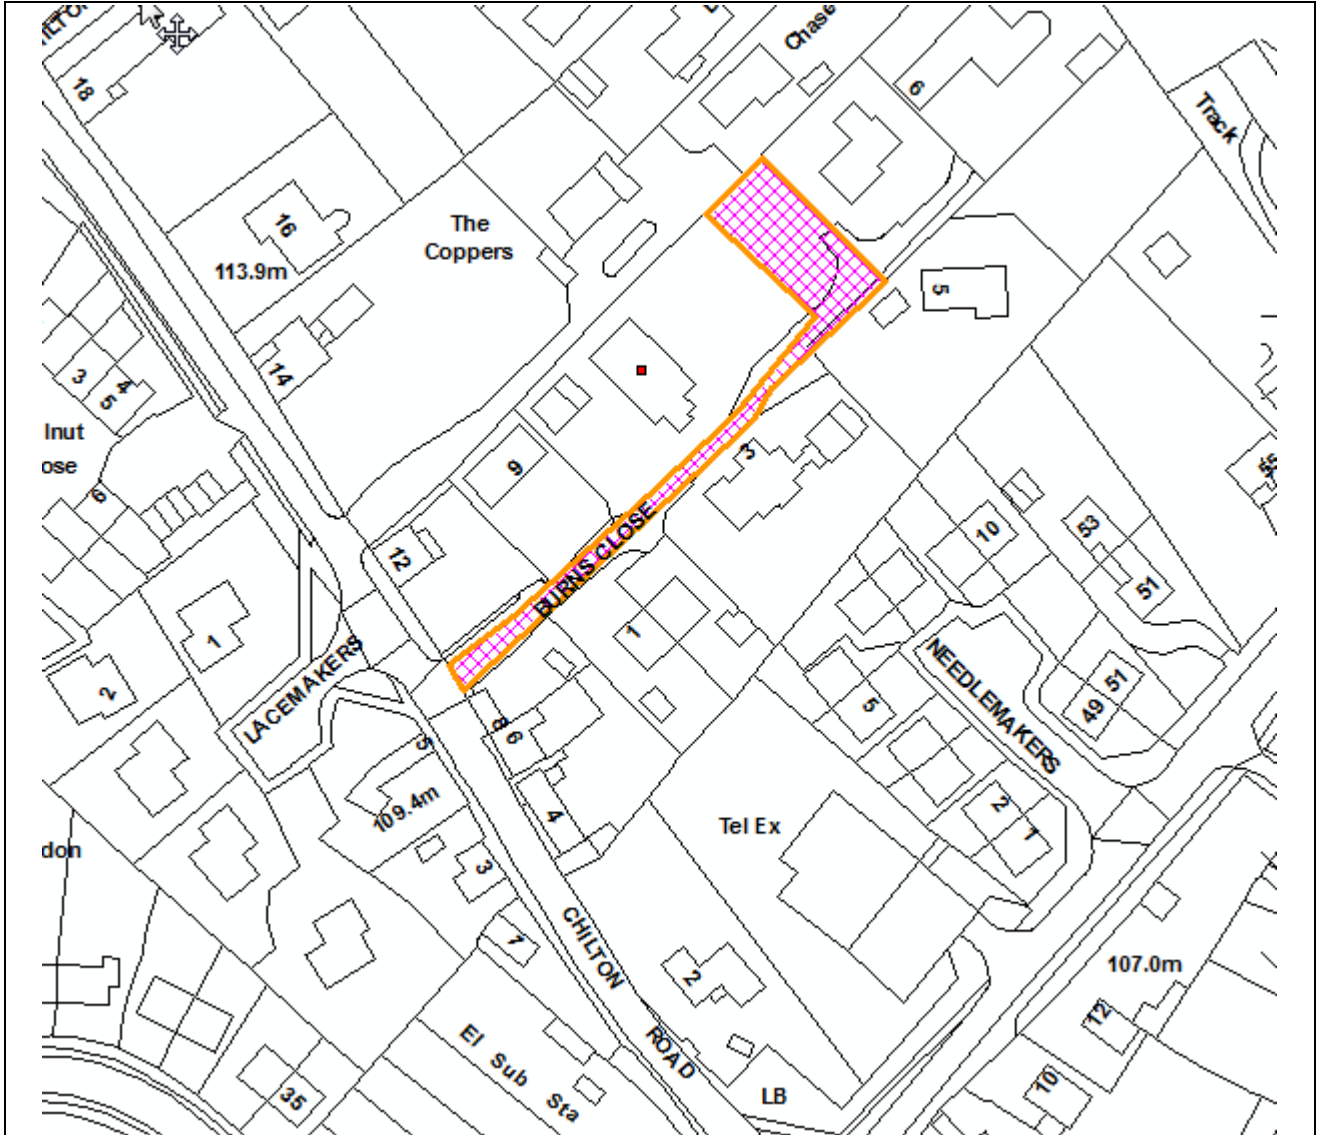 Chase
18
6
Track
16
The
Coppers
113.9m
5
14
3
4
5
lnut
ose
6
9
3
12
BURNS CLOSE
10
53
55
51
1
1
2
LACEMAKERS
NEEDLEMAKERS
51
49
5
8
6
5
109.4m
4
Tel Ex
2
1
don
3
7
CHILTON
ROAD
2
107.0m
12
10
El Sub Sta
35
LB